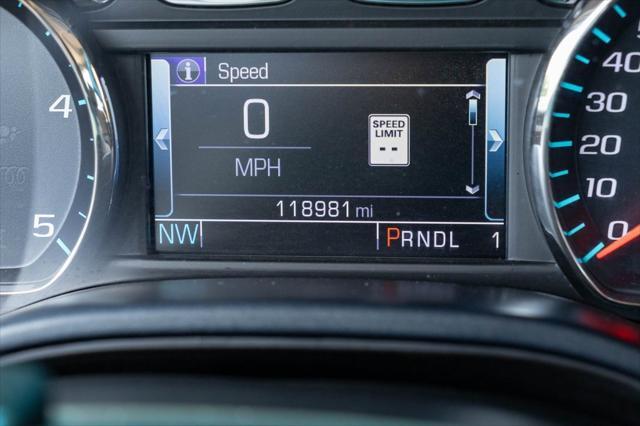 i Speed
0
MPH
SPEED
LIMIT
--
118981 mi
NW
PRNDL 1
4
5
40
30
20
10
0